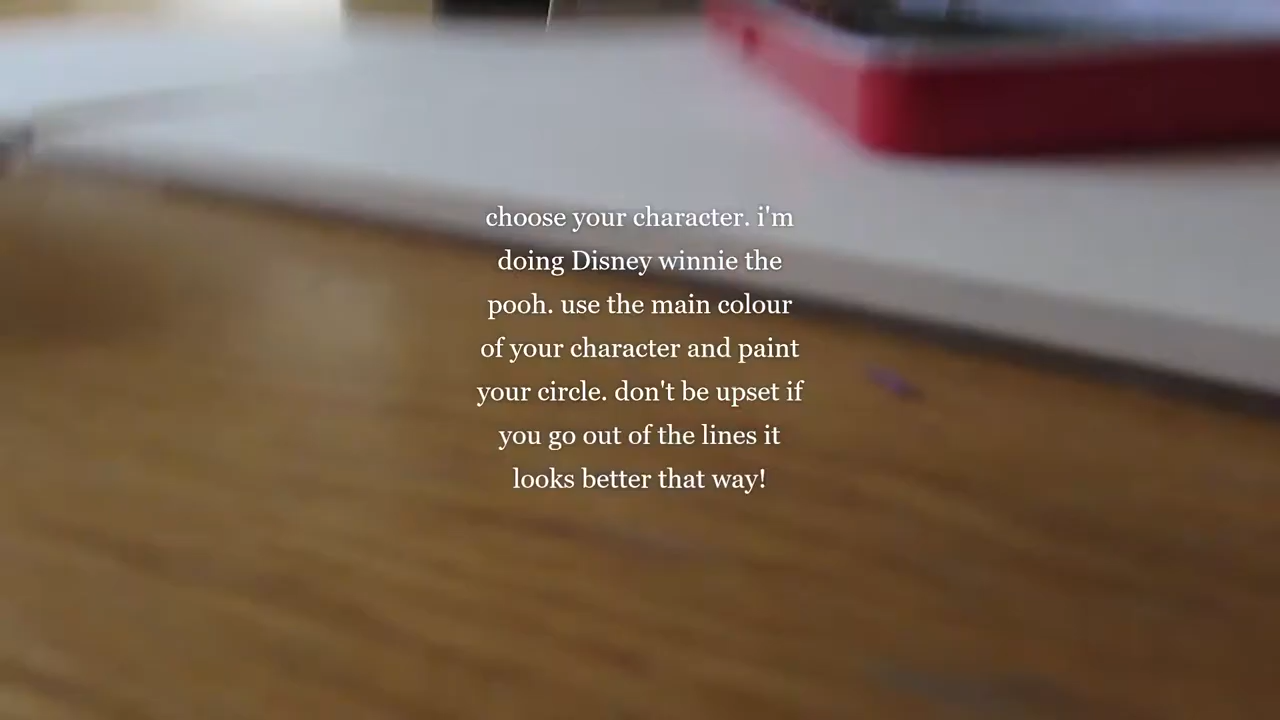 choose your character. i'm
doing Disney winnie the
pooh. use the main colour
of your character and paint
your circle. don't be upset if
you go out of the lines it
looks better that way!